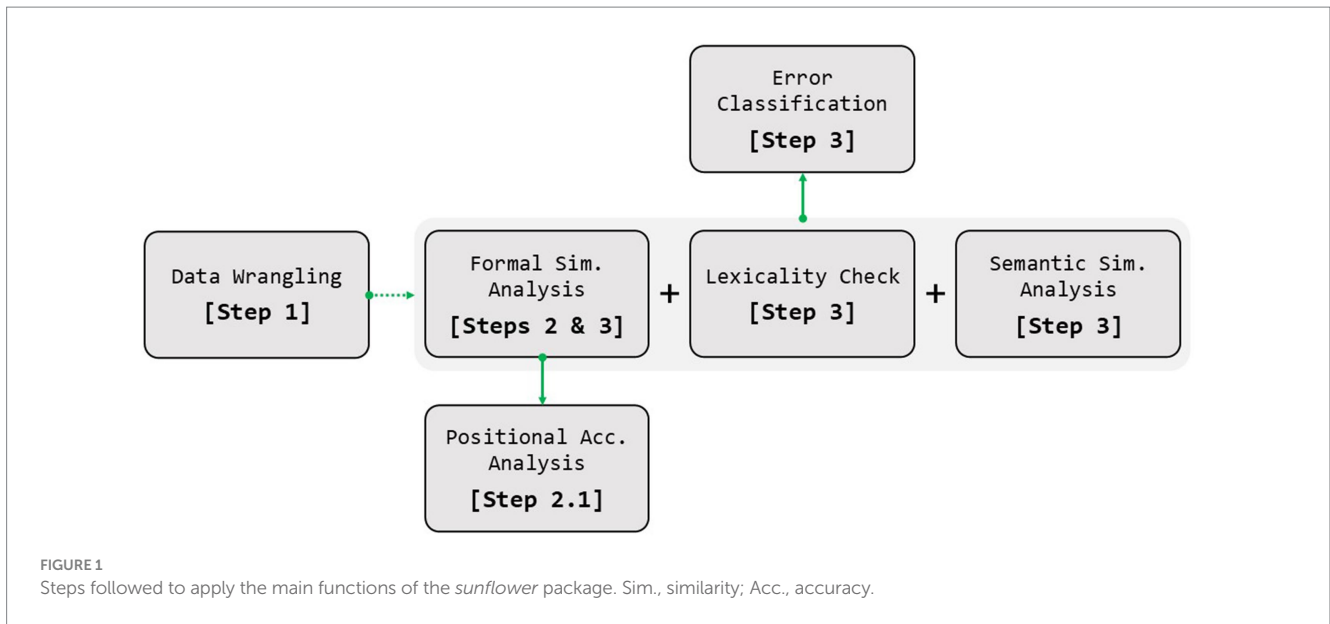 Error
Classification
[Step 3]
Data Wrangling
[Step 1]
Formal Sim.
Analysis
[Steps 2 & 3]
+
Lexicality Check
[Step 3]
+
Semantic Sim.
Analysis
[Step 3]
Positional Acc.
Analysis
[Step 2.1]
FIGURE 1
Steps followed to apply the main functions of the sunflower package. Sim., similarity; Acc., accuracy.